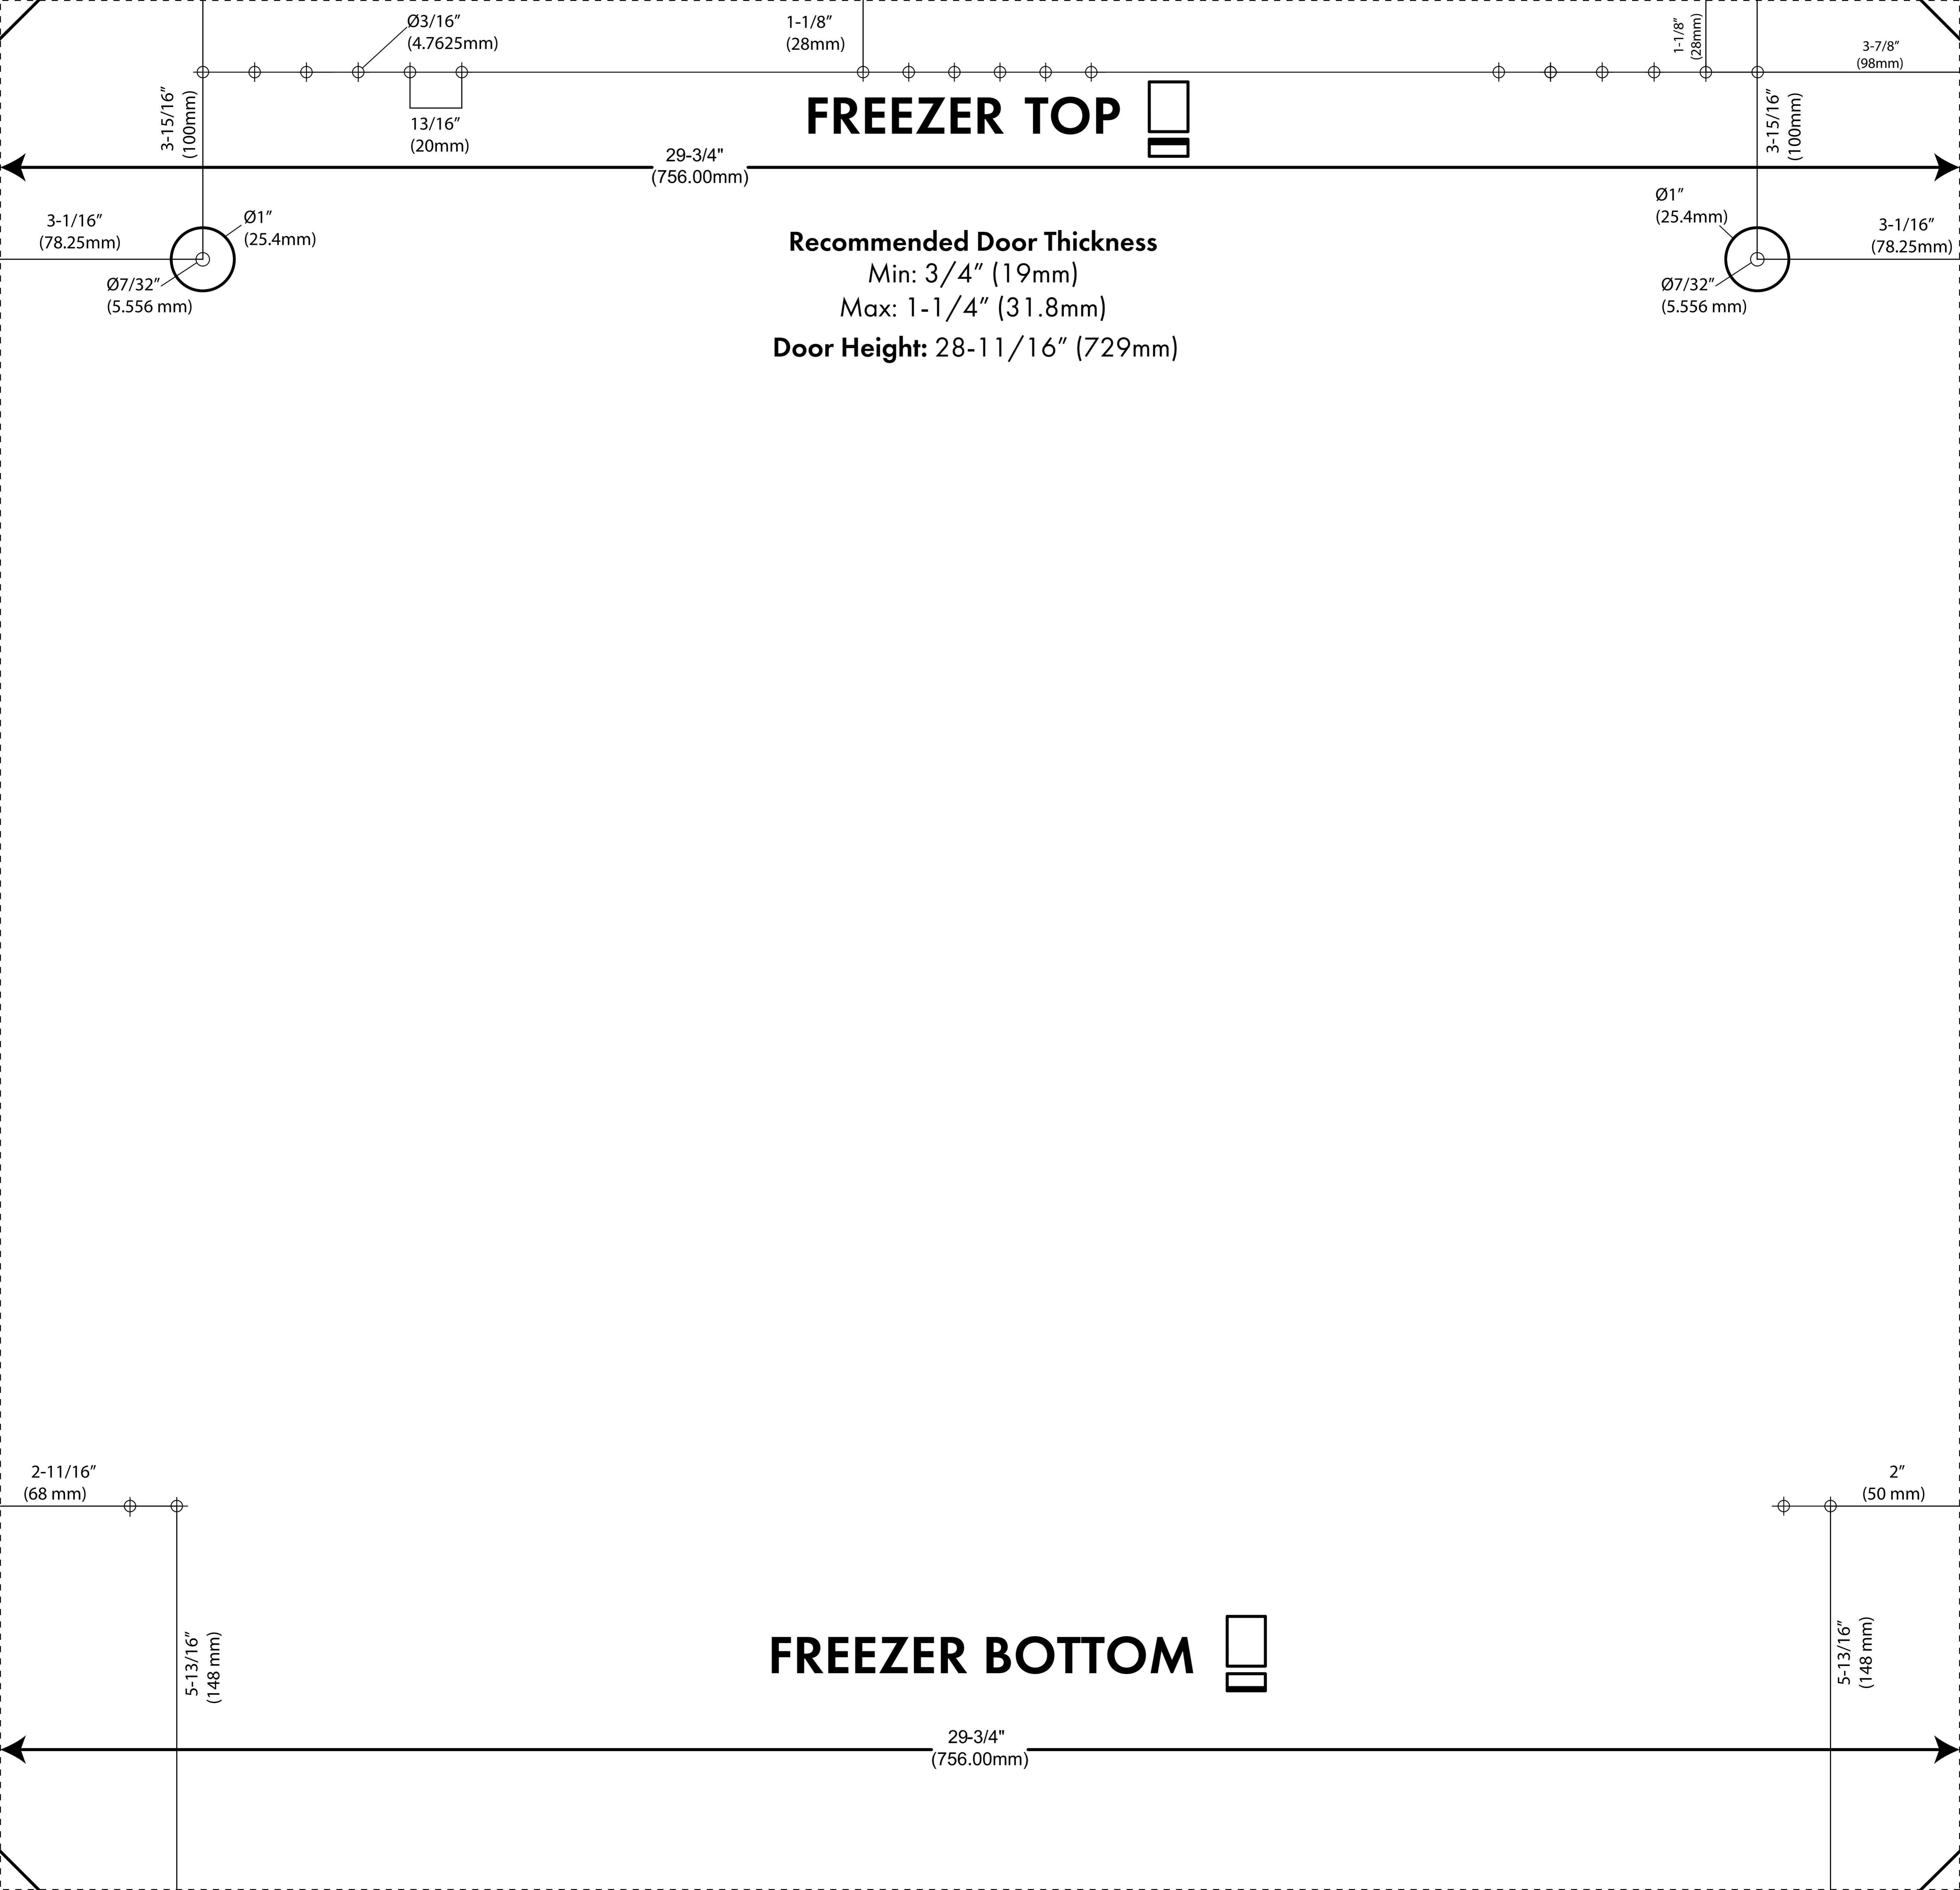 Ø3/16”
(4.7625mm)
1-1/8”
(28mm)
1-1/8”
(28mm)
3-7/8”
(98mm)
3-15/16”
(100mm)
13/16”
(20mm)
FREEZER TOP
3-15/16”
(100mm)
29-3/4"
(756.00mm)
3-1/16”
(78.25mm)
Ø1”
(25.4mm)
Ø7/32”
(5.556 mm)
Recommended Door Thickness
Min: 3/4” (19mm)
Max: 1-1/4” (31.8mm)
Door Height: 28-11/16” (729mm)
Ø1”
(25.4mm)
3-1/16”
(78.25mm)
Ø7/32”
(5.556 mm)
2-11/16”
(68 mm)
2”
(50 mm)
5-13/16”
(148 mm)
FREEZER BOTTOM
5-13/16”
(148 mm)
29-3/4"
(756.00mm)